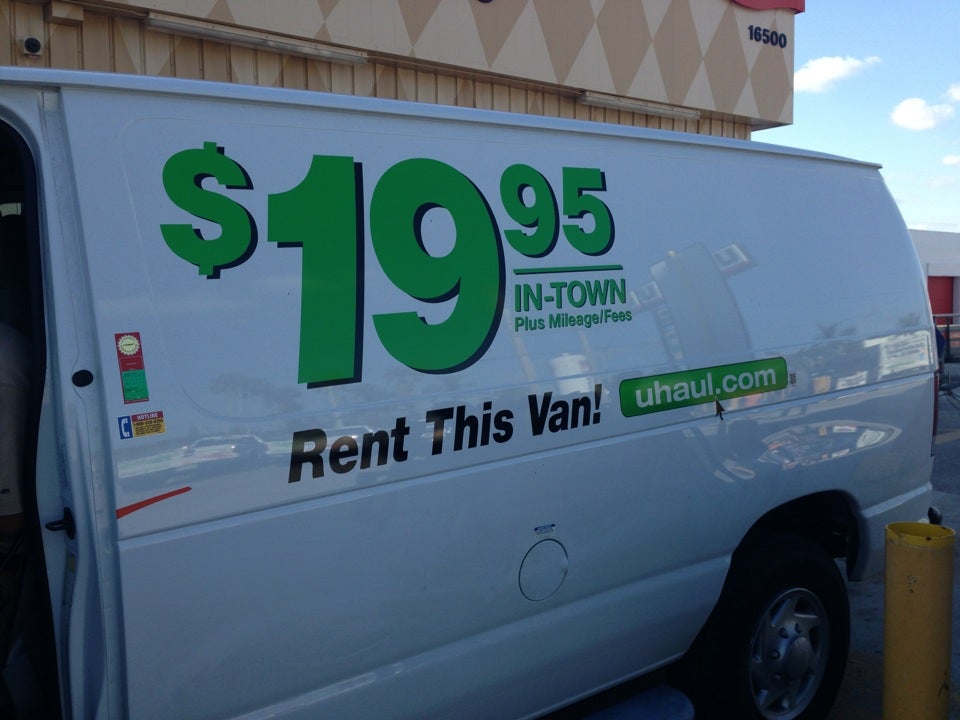 16500
$19.95
IN-TOWN
Plus Mileage/Fees
Rent This Van!
uhaul.com
HOTLINE